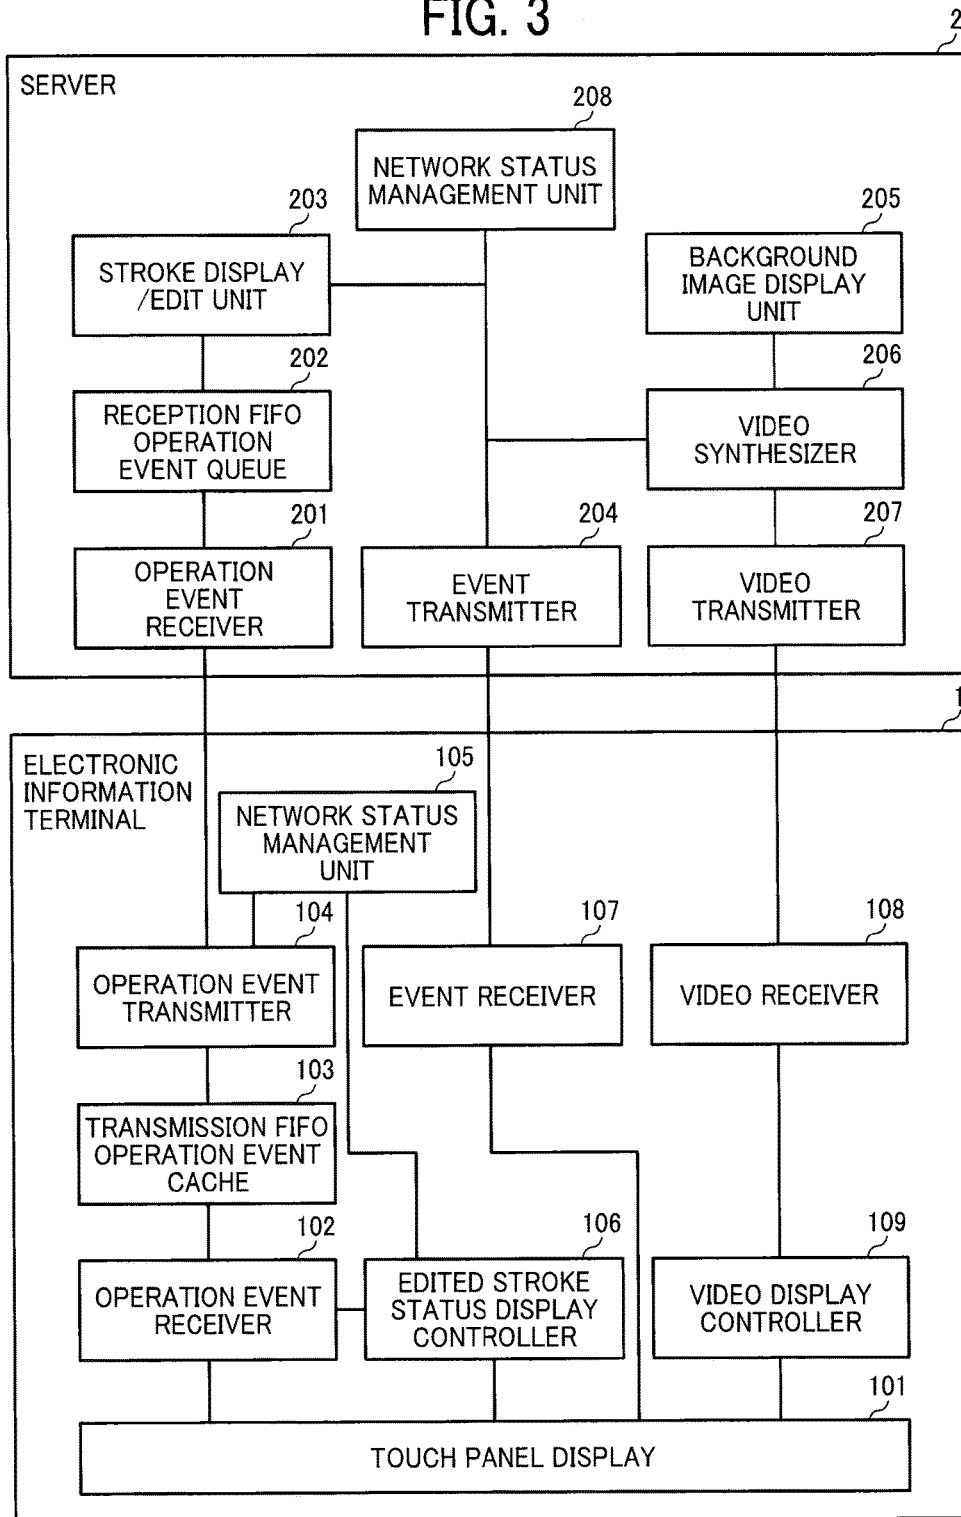 FIG. 3
2
SERVER
208
NETWORK STATUS
MANAGEMENT UNIT
203
STROKE DISPLAY
/EDIT UNIT
205
BACKGROUND
IMAGE DISPLAY
UNIT
202
RECEPTION FIFO
OPERATION
EVENT QUEUE
206
VIDEO
SYNTHESIZER
201
OPERATION
EVENT
RECEIVER
204
EVENT
TRANSMITTER
207
VIDEO
TRANSMITTER
1
ELECTRONIC
INFORMATION
TERMINAL
105
NETWORK STATUS
MANAGEMENT
UNIT
104
OPERATION EVENT
TRANSMITTER
107
EVENT RECEIVER
108
VIDEO RECEIVER
103
TRANSMISSION FIFO
OPERATION EVENT
CACHE
102
OPERATION EVENT
RECEIVER
106
EDITED STROKE
STATUS DISPLAY
CONTROLLER
109
VIDEO DISPLAY
CONTROLLER
101
TOUCH PANEL DISPLAY